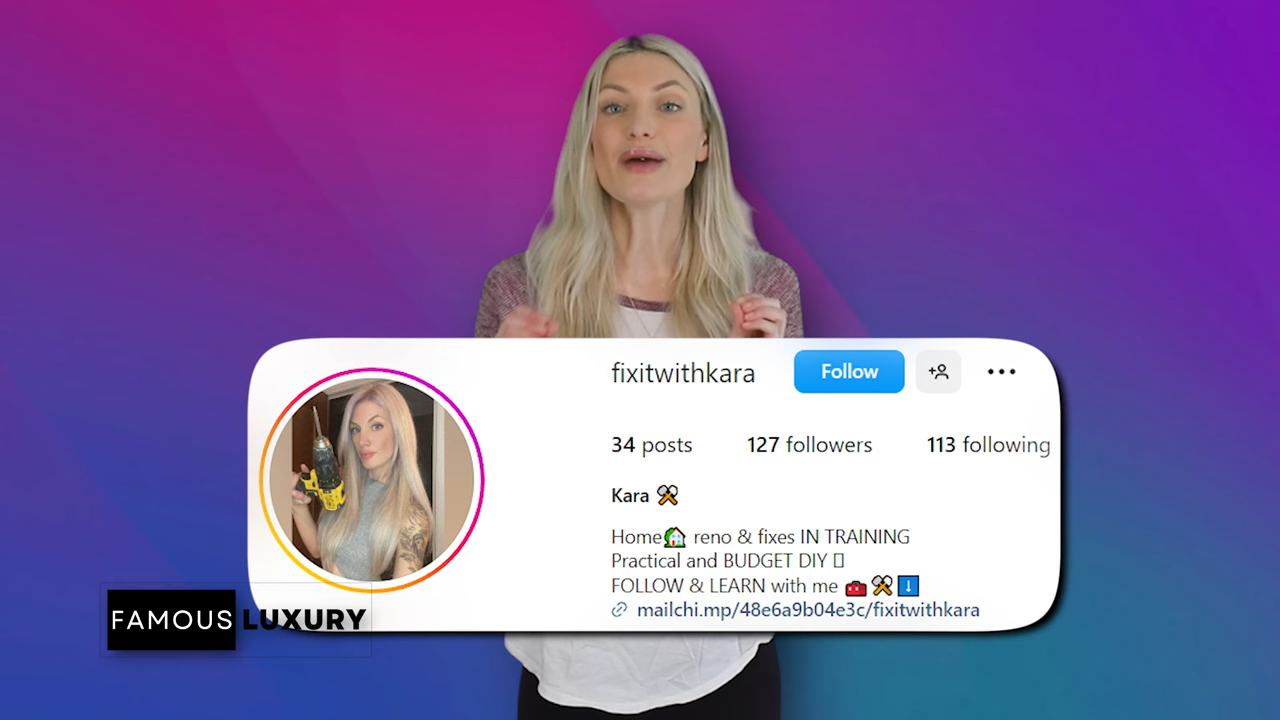 fixitwithkara Follow
34 posts 127 followers 113 following
Kara
Home reno & fixes IN TRAINING
Practical and BUDGET DIY
FOLLOW & LEARN with me
mailchi.mp/48e6a9b04e3c/fixitwithkara
FAMOUS LUXURY